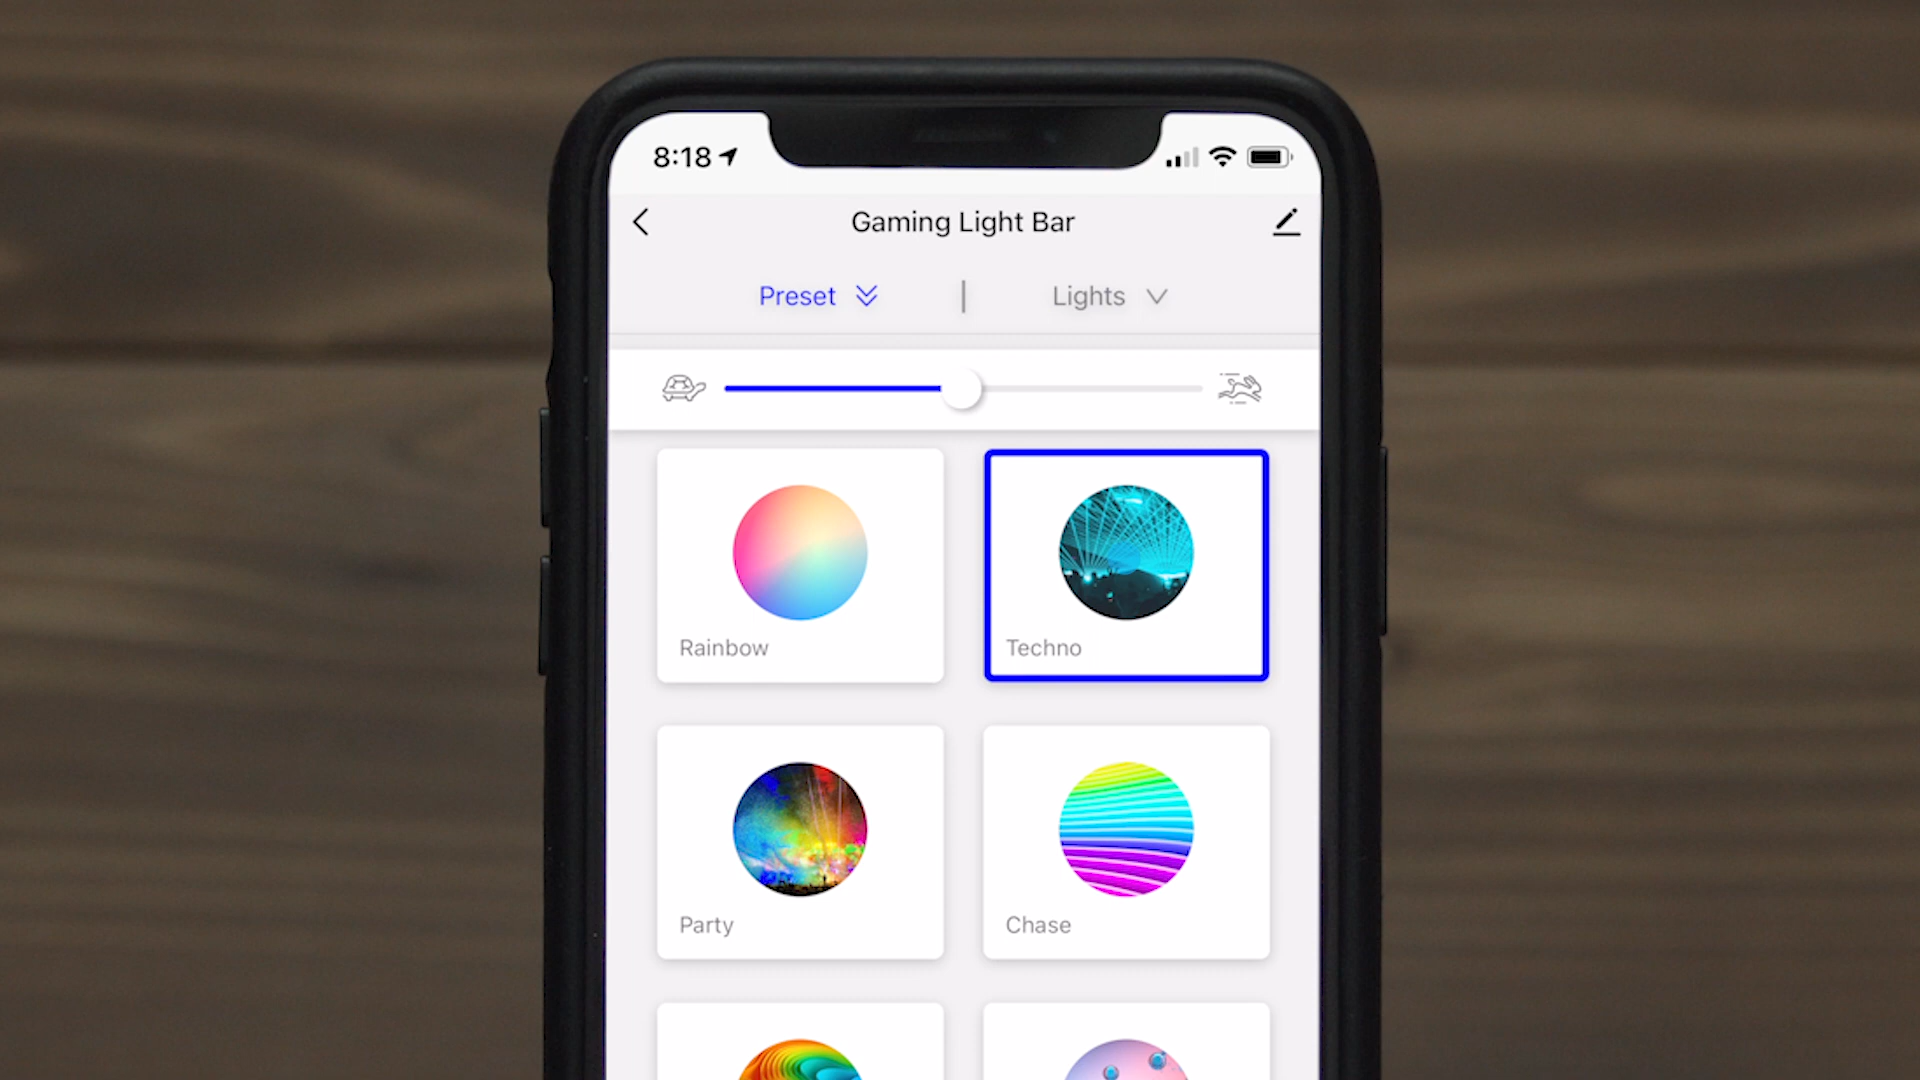 8:18
Gaming Light Bar
Preset | Lights
Rainbow
Techno
Party
Chase